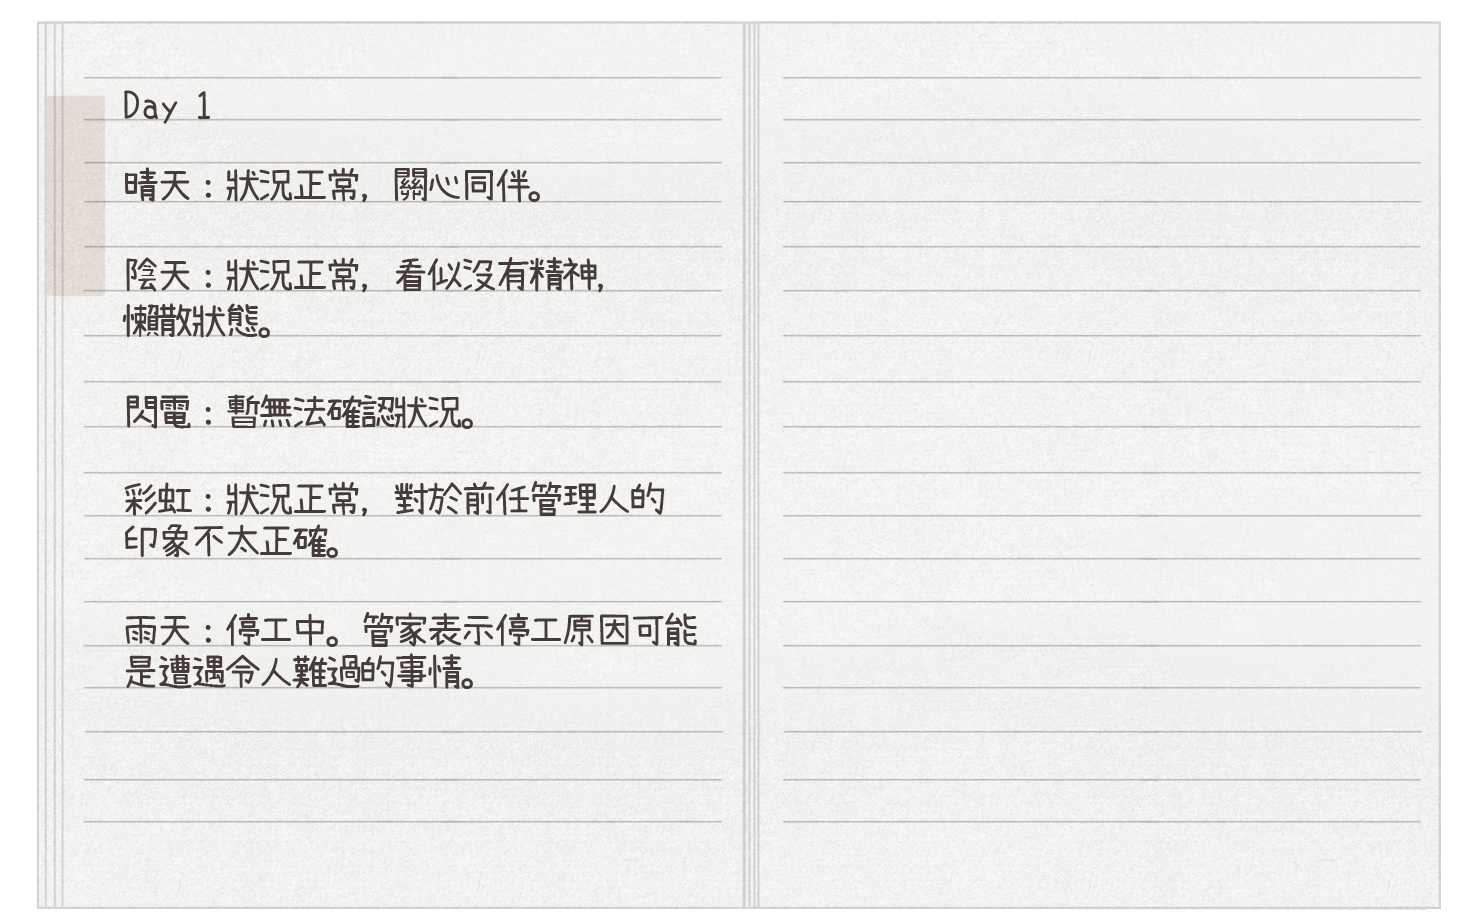 Day 1
晴天：狀況正常，關心同伴。
陰天：狀況正常，看似沒有精神，
懶散狀態。
閃電：暫無法確認狀況。
彩虹：狀況正常，對於前任管理人的
印象不太正確。
雨天：停工中。管家表示停工原因可能
是遭遇令人難過的事情。